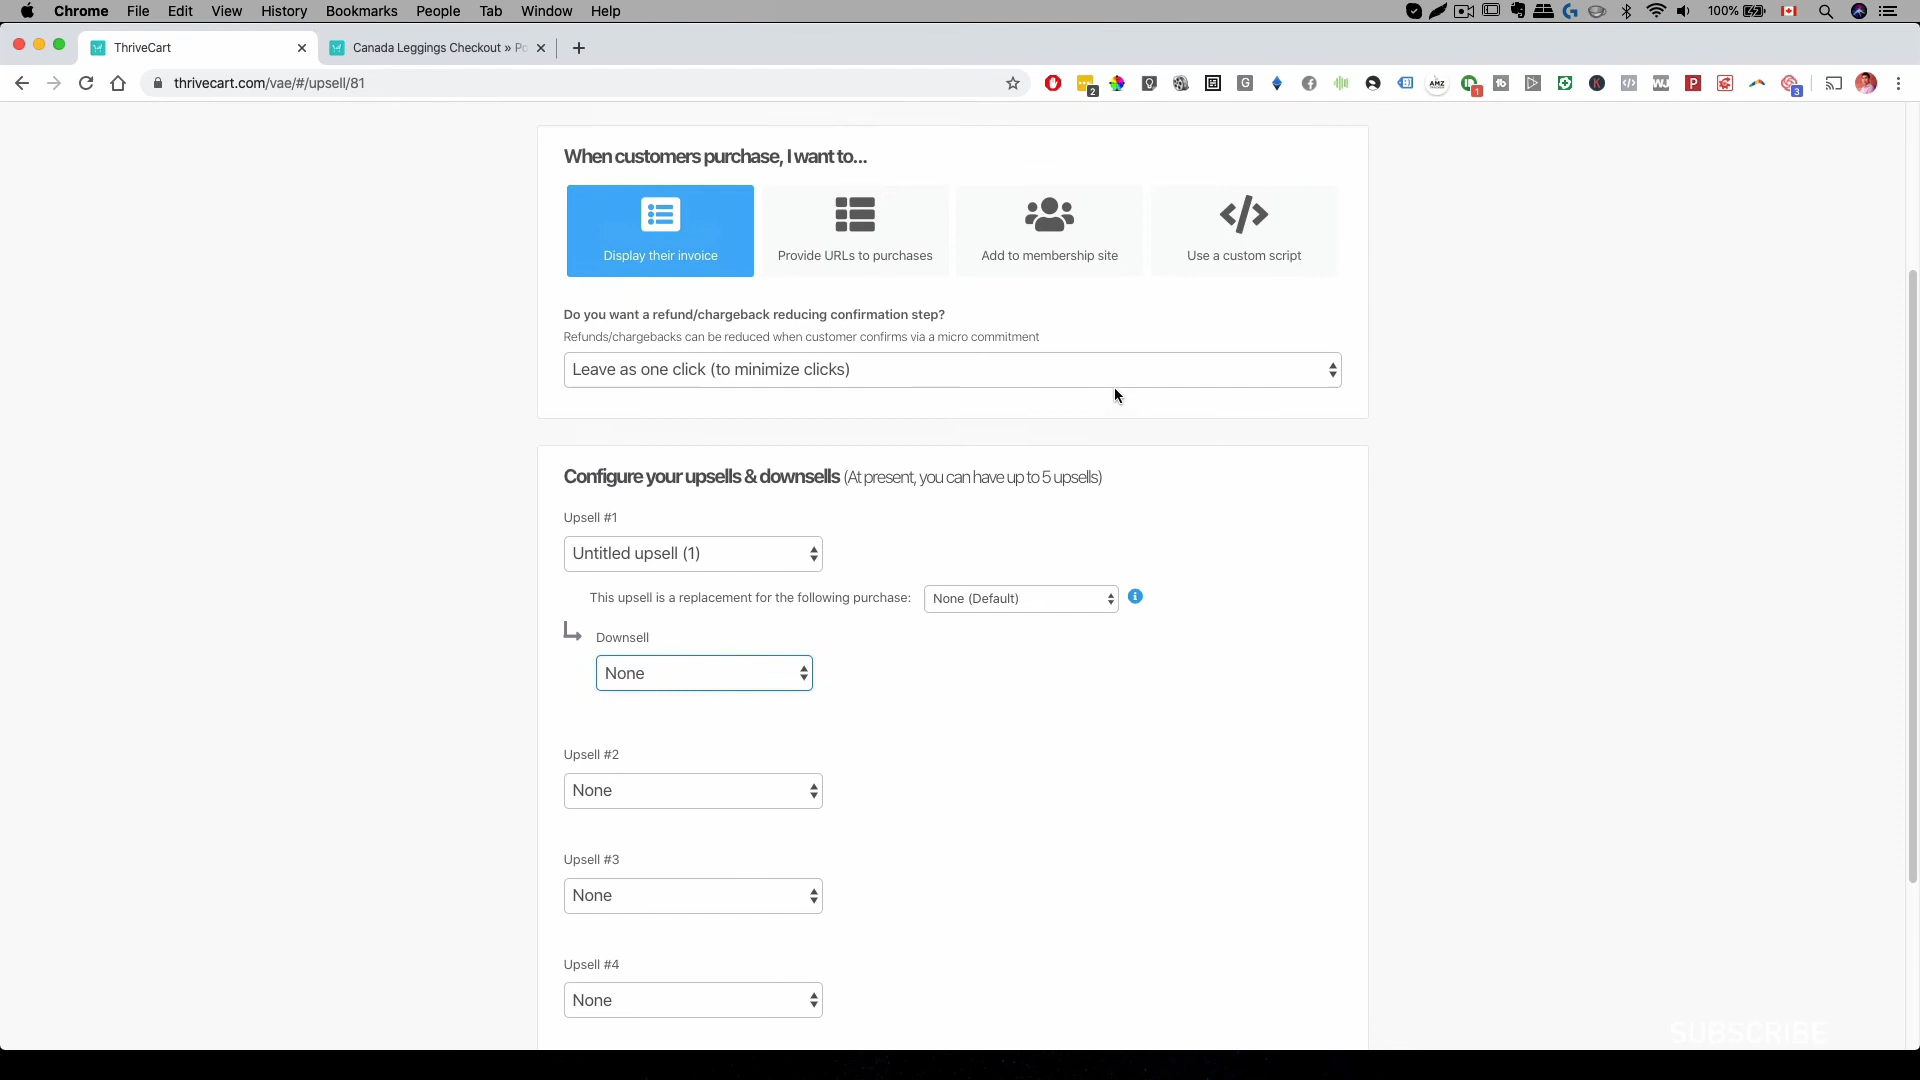 Chrome File Edit View History Bookmarks People Tab Window Help 100%
ThriveCart
Canada Leggings Checkout » Po
thrivecart.com/vae/#/upsell/81
When customers purchase, I want to...
Display their invoice
Provide URLs to purchases
Add to membership site
Use a custom script
Do you want a refund/chargeback reducing confirmation step?
Refunds/chargebacks can be reduced when customer confirms via a micro commitment
Leave as one click (to minimize clicks)
Configure your upsells & downsells (At present, you can have up to 5 upsells)
Upsell #1
Untitled upsell (1)
This upsell is a replacement for the following purchase: None (Default)
Downsell
None
Upsell #2
None
Upsell #3
None
Upsell #4
None
SUBSCRIBE